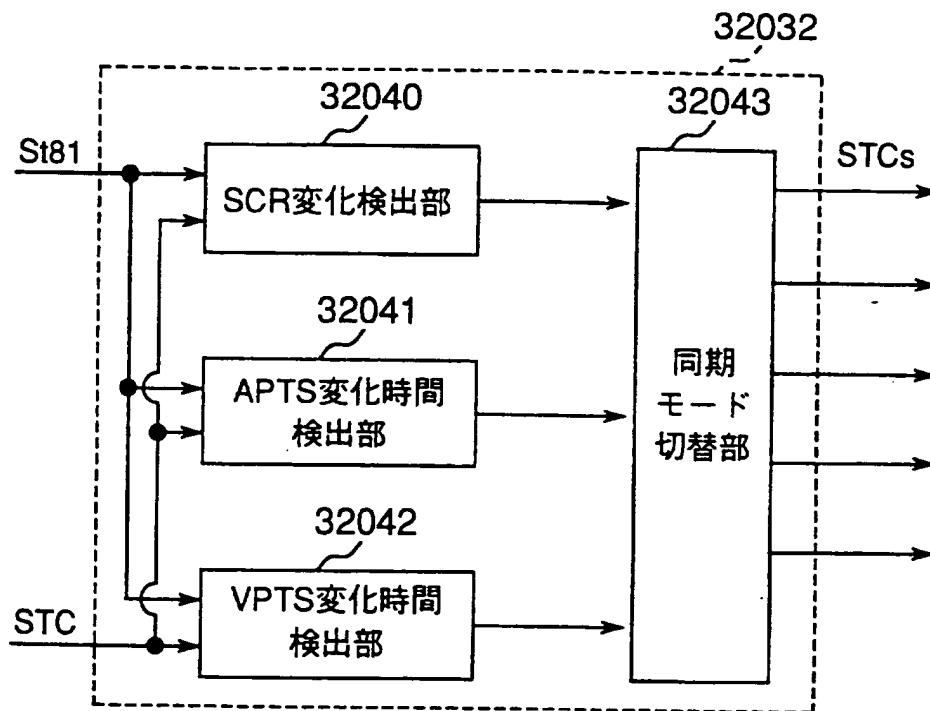 32032
32040
32043
St81
STCs
SCR変化検出部
32041
APTS変化時間
検出部
同期
モード
切替部
32042
VPTS変化時間
検出部
STC